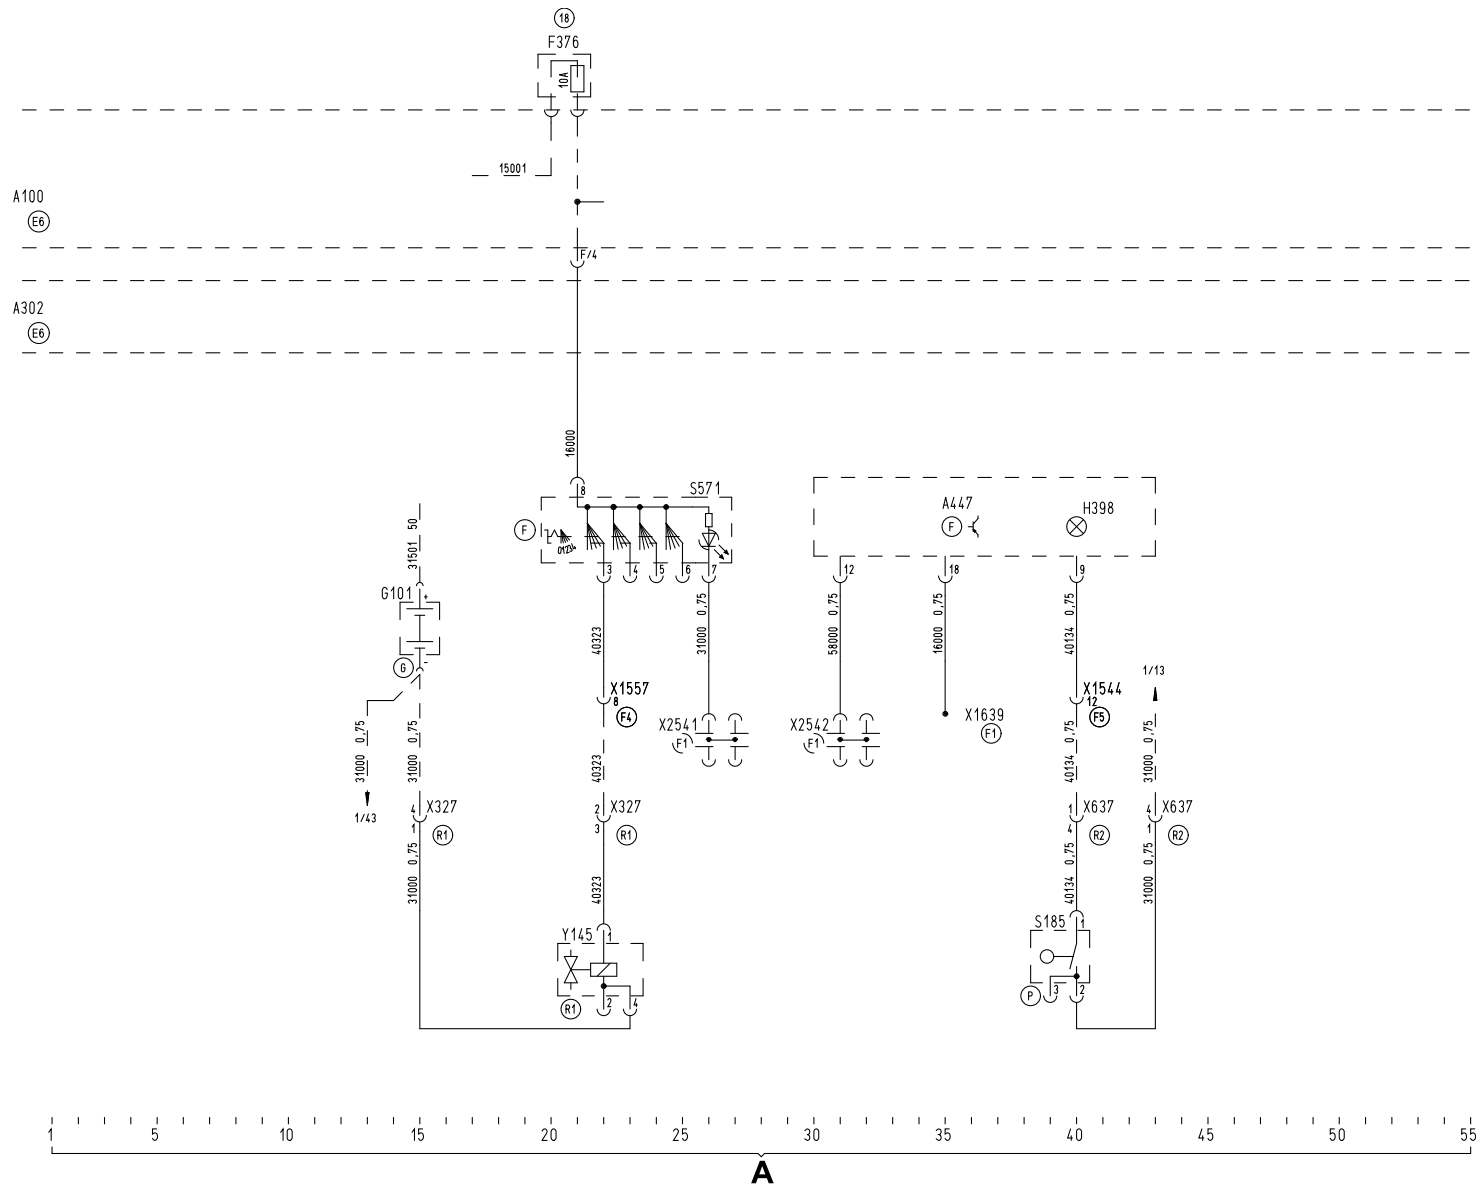 18
F376
10A
15001
A100
E6
F/4
A302
E6
16000
8
S571
A447
H398
F
F
01234
3 4 5 6 7
12 18 9
31501 50
G101
+
-
G
40323
31000 0,75
58000 0,75
16000 0,75
40134 0,75
1/13
X1557
8
F4
X2541
F1
X2542
F1
X1639
F1
X1544
12
F5
31000 0,75
31000 0,75
40323
40134 0,75
31000 0,75
1/43
4 X327
1 R1
2 X327
3 R1
1 X637
4 R2
4 X637
1 R2
31000 0,75
40323
40134 0,75
31000 0,75
Y145
1
2 4
R1
S185
1
3 2
P
1 5 10 15 20 25 30 35 40 45 50 55
A